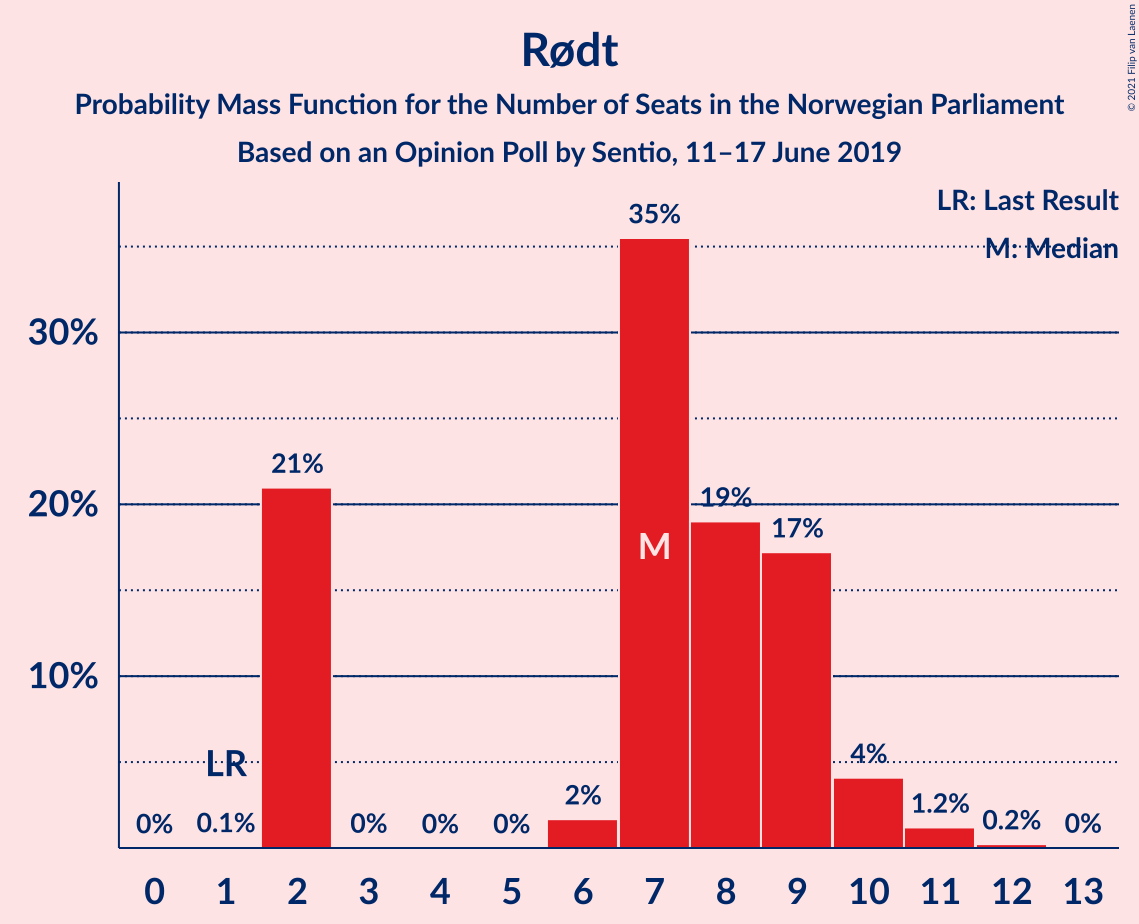 Rødt
Probability Mass Function for the Number of Seats in the Norwegian Parliament
Based on an Opinion Poll by Sentio, 11–17 June 2019
© 2021 Filip van Laenen
LR: Last Result
M: Median
30%
20%
10%
0%
LR
0.1%
21%
0%
0%
0%
2%
35%
M
19%
17%
4%
1.2%
0.2%
0%
0 1 2 3 4 5 6 7 8 9 10 11 12 13